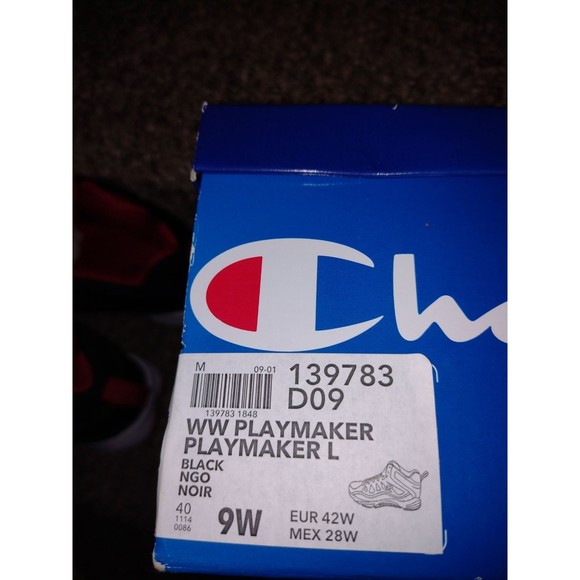 Cha
M 09-01
139783
D09
139783 1848
WW PLAYMAKER
PLAYMAKER L
BLACK
NGO
NOIR
40
1114
0086
9W
EUR 42W
MEX 28W